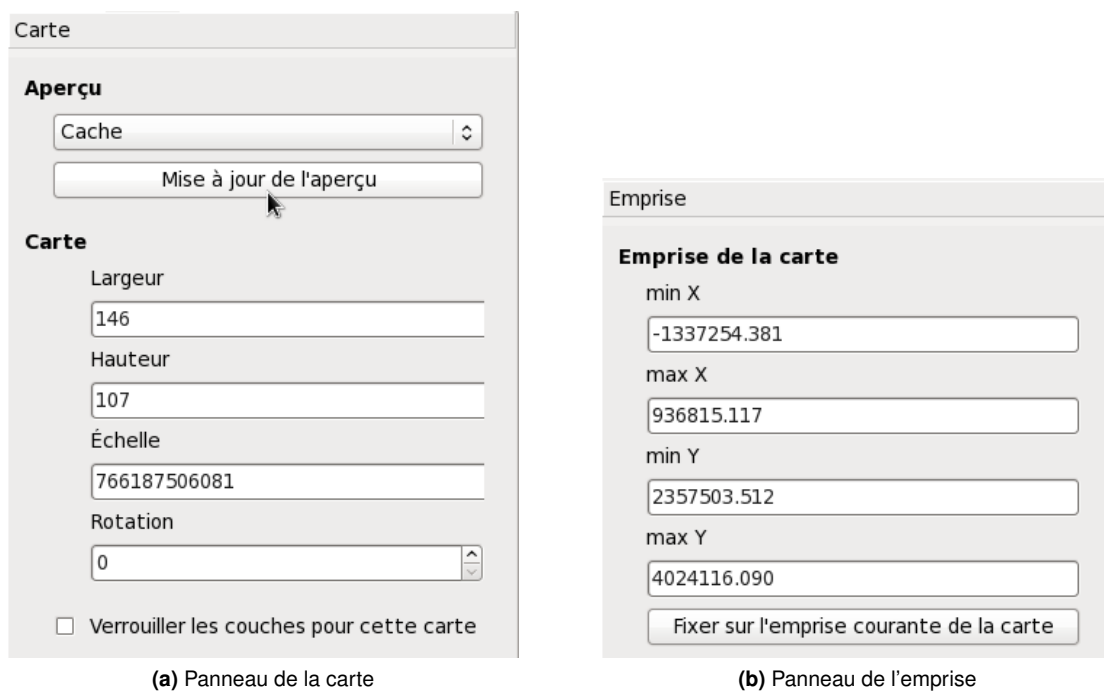 Carte
Aperçu
Cache
Mise à jour de l'aperçu
Carte
Largeur
146
Hauteur
107
Échelle
766187506081
Rotation
0
Verrouiller les couches pour cette carte
(a) Panneau de la carte
Emprise
Emprise de la carte
min X
-1337254.381
max X
936815.117
min Y
2357503.512
max Y
4024116.090
Fixer sur l'emprise courante de la carte
(b) Panneau de l’emprise